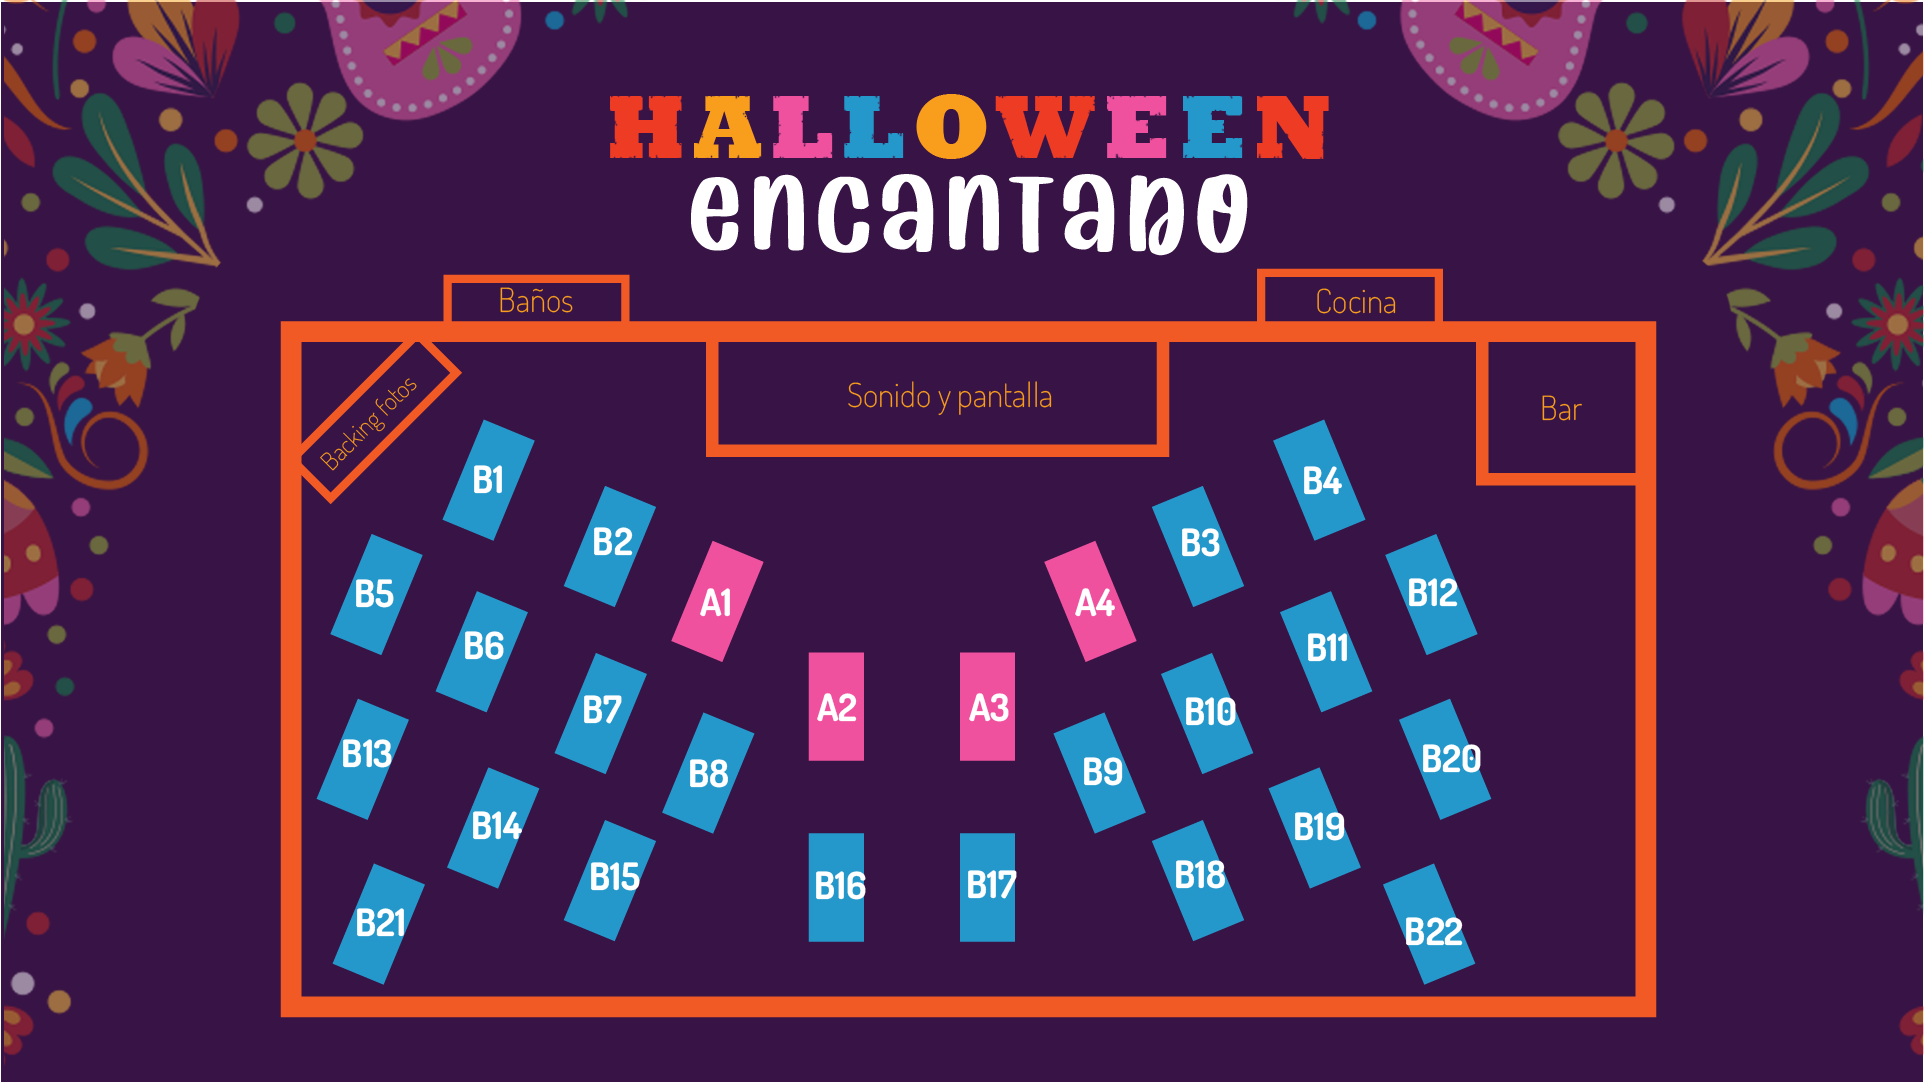 HALLOWEEN
encantado
Baños
Cocina
Backing fotos
Sonido y pantalla
Bar
B1
B4
B2
B3
A1
A4
B5
B12
B6
B11
B7
A2
A3
B10
B13
B8
B9
B20
B14
B19
B15
B16
B17
B18
B21
B22